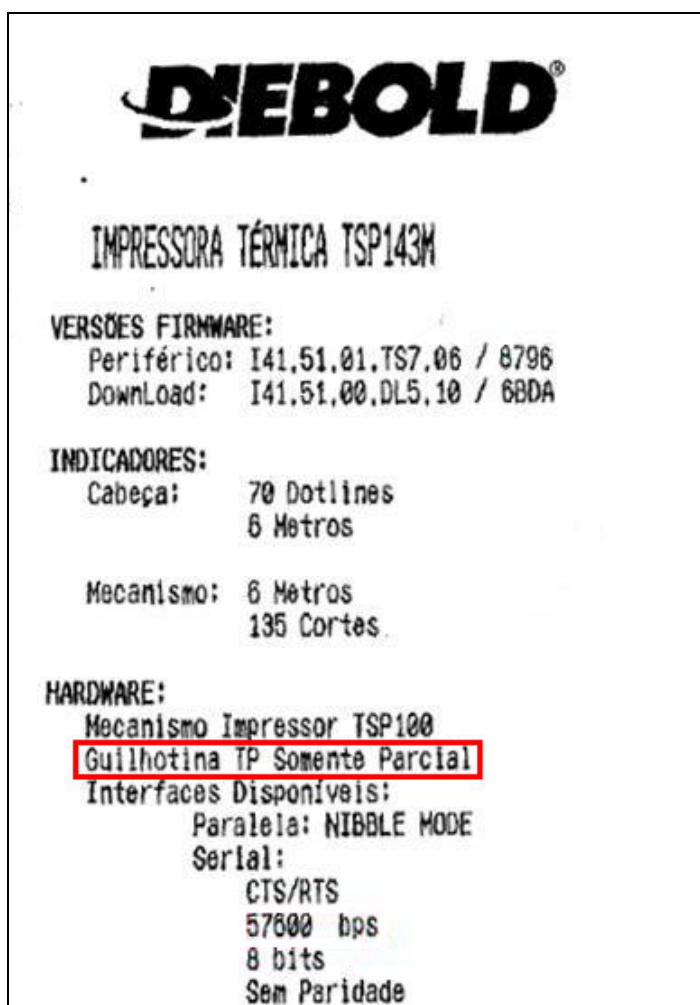 DIEBOLD®
IMPRESSORA TÉRMICA TSP143M
VERSÕES FIRMWARE:
Periférico: I41.51.01.TS7.06 / 8796
DownLoad: I41.51.00.DL5.10 / 6BDA
INDICADORES:
Cabeça: 70 Dotlines
6 Metros
Mecanismo: 6 Metros
135 Cortes
HARDWARE:
Mecanismo Impressor TSP100
Guilhotina TP Somente Parcial
Interfaces Disponíveis:
Paralela: NIBBLE MODE
Serial:
CTS/RTS
57600 bps
8 bits
Sem Paridade